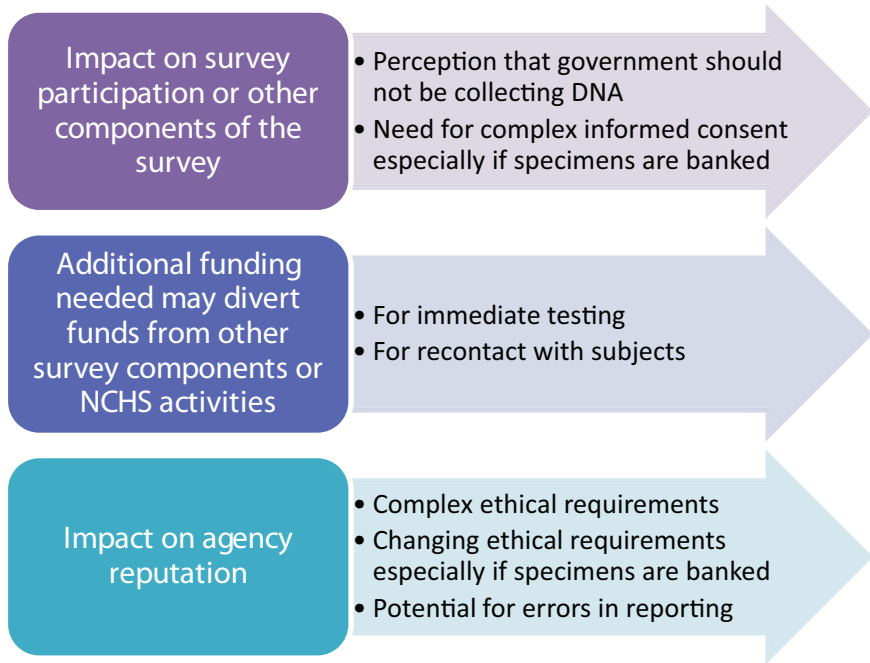 Impact on survey
participation or other
components of the
survey
• Perception that government should
not be collecting DNA
• Need for complex informed consent
especially if specimens are banked
Additional funding
needed may divert
funds from other
survey components or
NCHS activities
• For immediate testing
• For recontact with subjects
Impact on agency
reputation
• Complex ethical requirements
• Changing ethical requirements
especially if specimens are banked
• Potential for errors in reporting